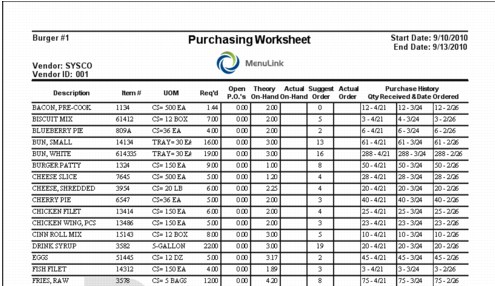 Burger #1 Purchasing Worksheet Start Date: 9/10/2010
End Date: 9/13/2010
MenuLink
Vendor: SYSCO
Vendor ID: 001
Description Item # UOM Req'd Open P.O.'s Theory On-Hand Actual On-Hand Suggest Order Actual Order Purchase History Qty Received & Date Ordered
BACON, PRE-COOK 1134 CS= 500 EA 1.44 0.00 2.00 0 12 - 4/21 12 - 3/24 12 - 2/26
BISCUIT MIX 61412 CS= 12 BOX 7.00 0.00 2.00 5 3 - 4/21 4 - 3/24 3 - 2/26
BLUEBERRY PIE 809A CS=36 EA 4.00 0.00 2.00 2 6 - 4/21 6 - 3/24 6 - 2/26
BUN, SMALL 14134 TRAY= 30 EA 16.00 0.00 3.00 13 61 - 4/21 61 - 3/24 61 - 2/26
BUN, WHITE 614335 TRAY= 30 EA 19.00 0.00 3.00 16 288 - 4/21 288 - 3/24 288 - 2/26
BURGER PATTY 1324 CS= 150 EA 9.00 0.00 1.00 8 50 - 4/21 50 - 3/24 50 - 2/26
CHEESE SLICE 7645 CS= 500 EA 5.00 0.00 1.20 4 28 - 4/21 28 - 3/24 28 - 2/26
CHEESE, SHREDDED 3954 CS= 20 LB 6.00 0.00 2.25 4 20 - 4/21 20 - 3/24 20 - 2/26
CHERRY PIE 6547 CS=36 EA 5.00 0.00 2.00 3 40 - 4/21 40 - 3/24 40 - 2/26
CHICKEN FILET 13414 CS= 150 EA 6.00 0.00 2.00 4 25 - 4/21 25 - 3/24 25 - 2/26
CHICKEN WING, PCS 13486 CS= 150 EA 5.00 0.00 2.00 3 23 - 4/21 23 - 3/24 23 - 2/26
CINN ROLL MIX 15143 CS= 12 BOX 8.00 0.00 3.00 5 10 - 4/21 10 - 3/24 10 - 2/26
DRINK SYRUP 3582 5-GALLON 22.00 0.00 3.00 19 20 - 4/21 20 - 3/24 20 - 2/26
EGGS 51445 CS= 12 DZ 5.00 0.00 3.17 2 45 - 4/21 45 - 3/24 45 - 2/26
FISH FILET 14312 CS= 150 EA 4.00 0.00 1.89 3 3 - 4/21 3 - 3/24 3 - 2/26
FRIES, RAW 3578 CS= 5 BAGS 12.00 0.00 4.20 8 75 - 4/21 75 - 3/24 75 - 2/26